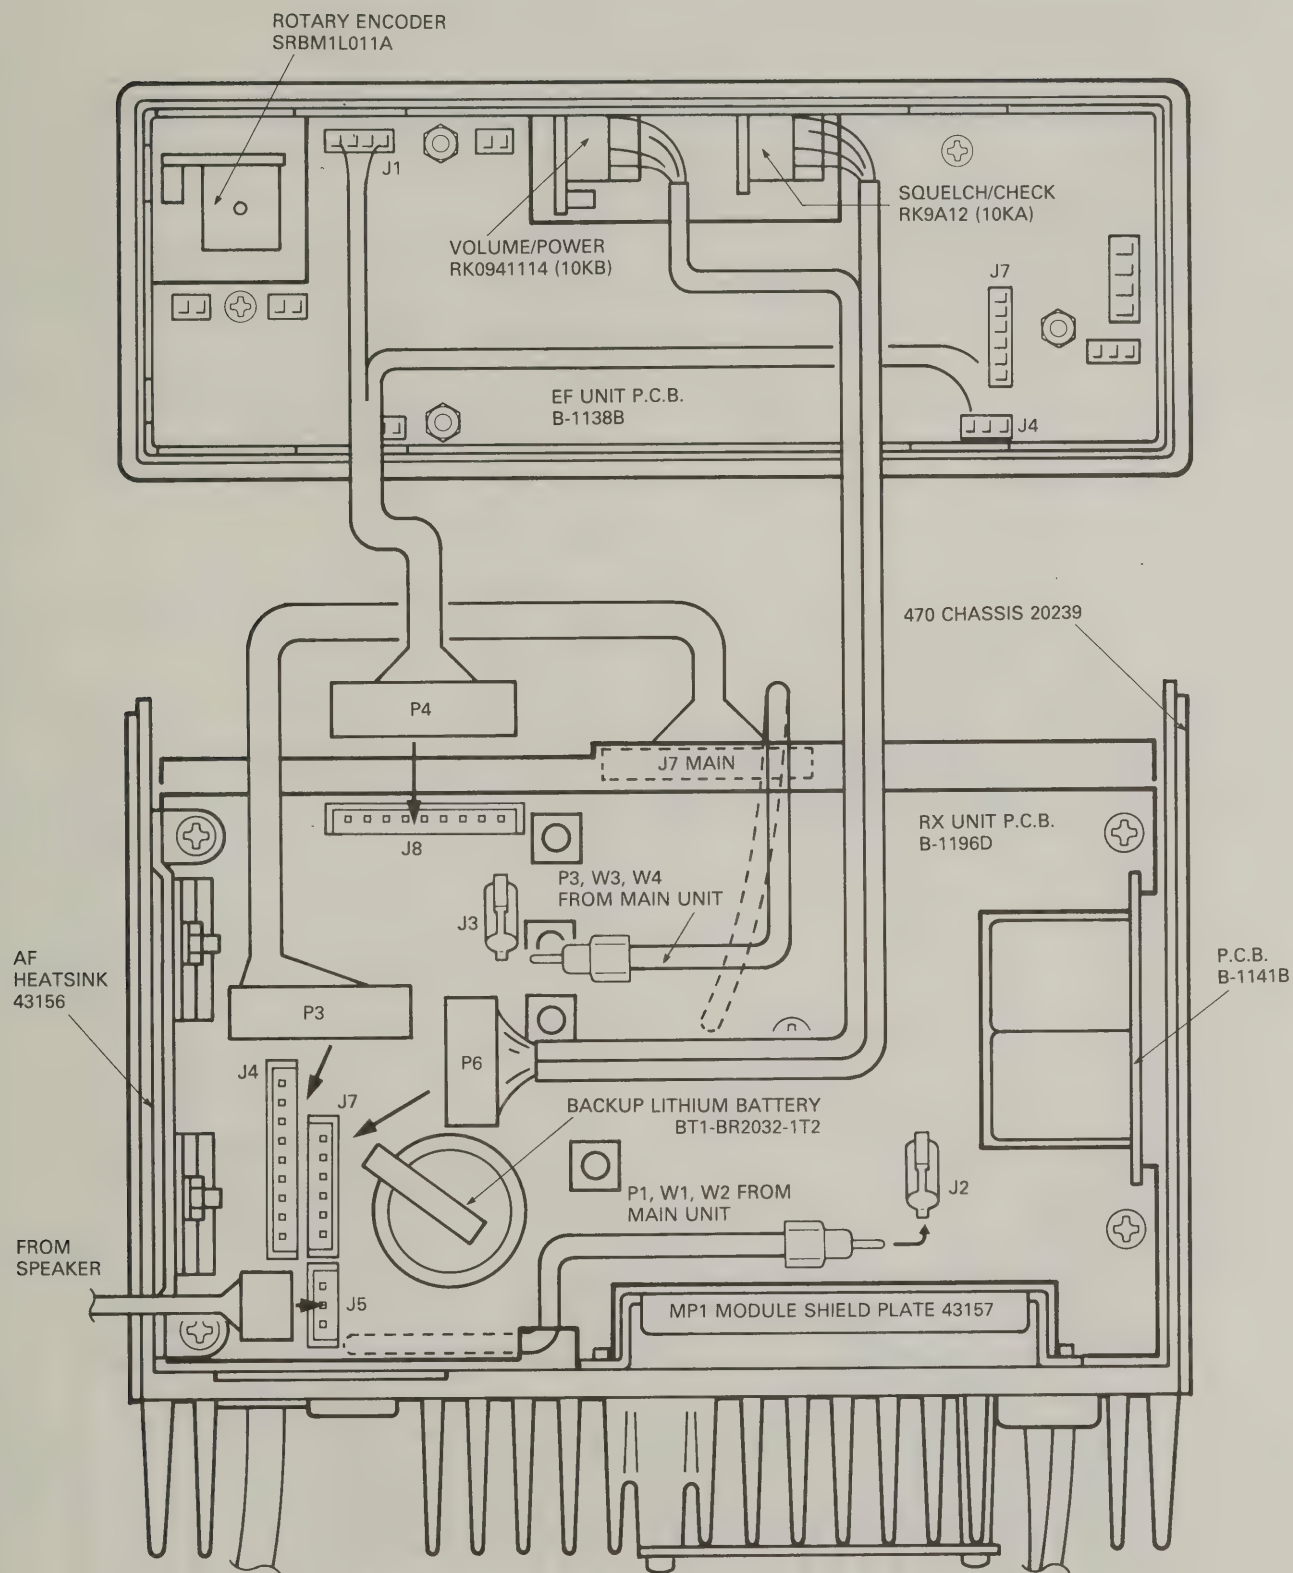 ROTARY ENCODER
SRBM1L011A
J1
SQUELCH/CHECK
RK9A12 (10KA)
VOLUME/POWER
RK0941114 (10KB)
J7
EF UNIT P.C.B.
B-1138B
J4
470 CHASSIS 20239
P4
J7 MAIN
RX UNIT P.C.B.
B-1196D
J8
P3, W3, W4
FROM MAIN UNIT
J3
AF
HEATSINK
43156
P.C.B.
B-1141B
P3
P6
J4
J7
BACKUP LITHIUM BATTERY
BT1-BR2032-1T2
J2
P1, W1, W2 FROM
MAIN UNIT
FROM
SPEAKER
J5
MP1 MODULE SHIELD PLATE 43157